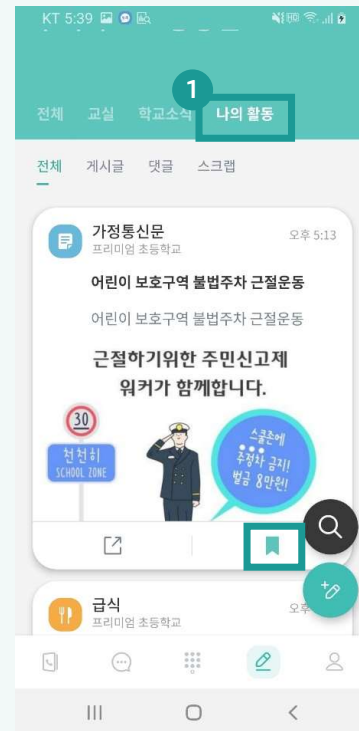 KT 5:39
1
전체 교실 학교소식 나의 활동
전체 게시글 댓글 스크랩
가정통신문 오후 5:13
프리미엄 초등학교
어린이 보호구역 불법주차 근절운동
어린이 보호구역 불법주차 근절운동
근절하기위한 주민신고제
워커가 함께합니다.
30
천천히
SCHOOL ZONE
스쿨존에
주정차 금지!
벌금 8만원!
급식
프리미엄 초등학교